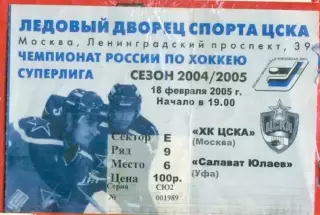 ЛЕДОВЫЙ ДВОРЕЦ СПОРТА ЦСКА
Москва, Ленинградский проспект, 39
ЧЕМПИОНАТ РОССИИ ПО ХОККЕЮ
СУПЕРЛИГА СЕЗОН 2004/2005
18 февраля 2005 г.
Начало в 19.00
Сектор Е
Ряд 9
Место 6
Цена 100р.
Серия СЮ2
№ 001989
«ХК ЦСКА»
(Москва)
«Салават Юлаев»
(Уфа)